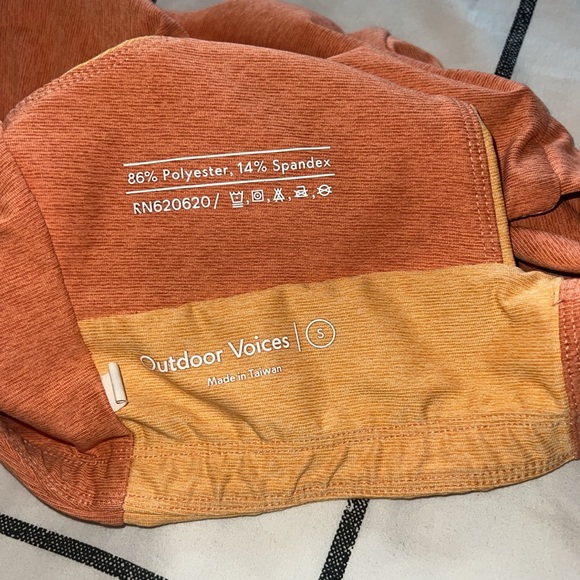 86% Polyester, 14% Spandex
RN620620/
Outdoor Voices | S
Made in Taiwan